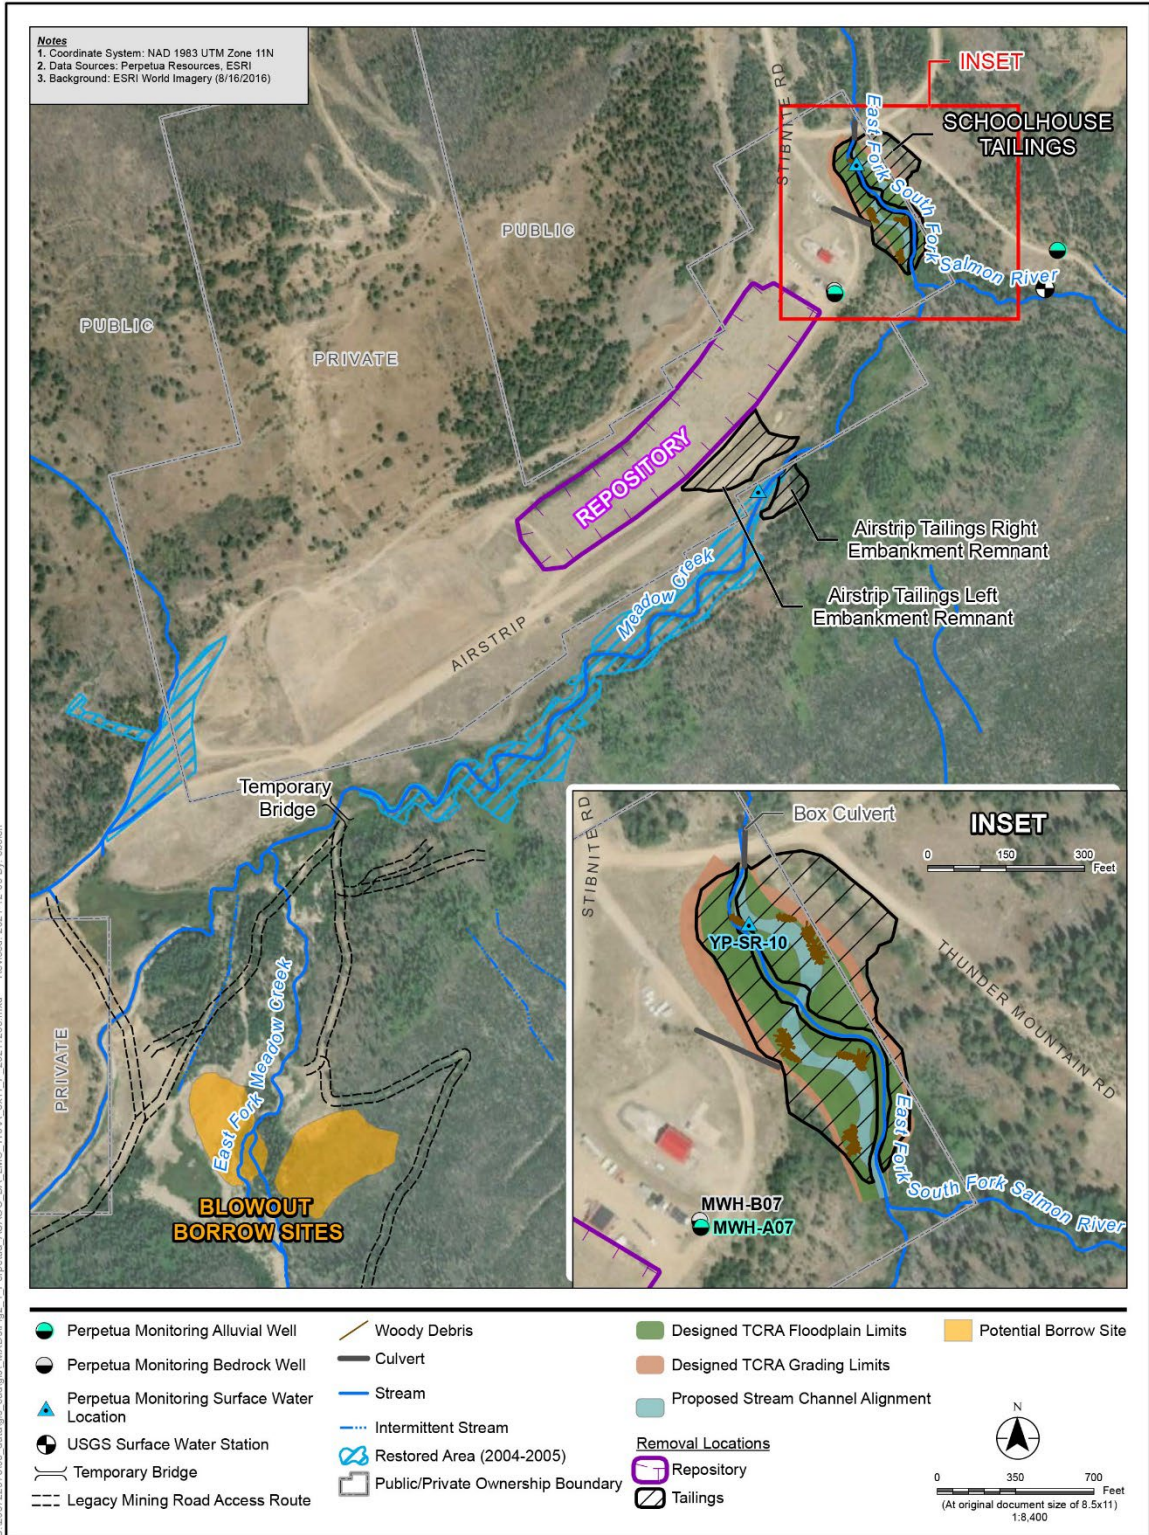 Notes
1. Coordinate System: NAD 1983 UTM Zone 11N
2. Data Sources: Perpetua Resources, ESRI
3. Background: ESRI World Imagery (8/16/2016)
INSET
STIBNITE RD
SCHOOLHOUSE
TAILINGS
East Fork South Fork Salmon River
PUBLIC
PUBLIC
PRIVATE
REPOSITORY
Airstrip Tailings Right
Embankment Remnant
Airstrip Tailings Left
Embankment Remnant
Meadow Creek
AIRSTRIP
Temporary
Bridge
East Fork Meadow Creek
PRIVATE
BLOWOUT
BORROW SITES
INSET
0 150 300
Feet
Box Culvert
STIBNITE RD
YP-SR-10
THUNDER MOUNTAIN RD
East Fork South Fork Salmon River
MWH-B07
MWH-A07
Perpetua Monitoring Alluvial Well
Perpetua Monitoring Bedrock Well
Perpetua Monitoring Surface Water
Location
USGS Surface Water Station
Temporary Bridge
Legacy Mining Road Access Route
Woody Debris
Culvert
Stream
Intermittent Stream
Restored Area (2004-2005)
Public/Private Ownership Boundary
Designed TCRA Floodplain Limits
Designed TCRA Grading Limits
Proposed Stream Channel Alignment
Removal Locations
Repository
Tailings
Potential Borrow Site
N
0 350 700
Feet
(At original document size of 8.5x11)
1:8,400